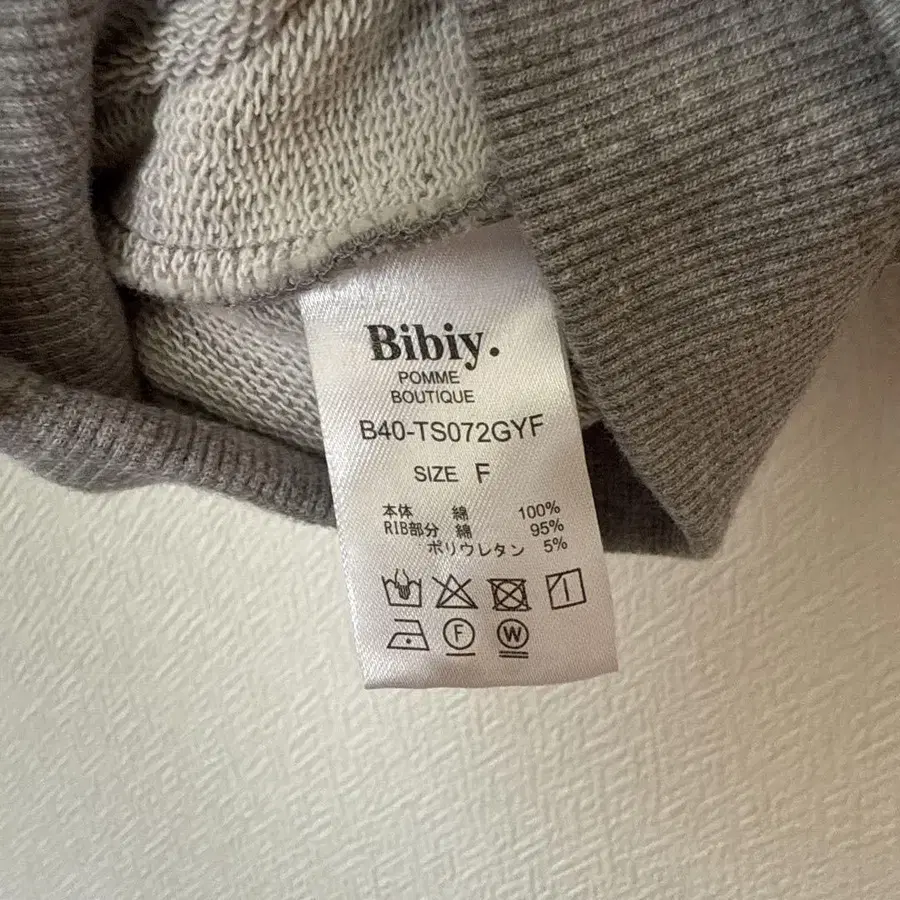 Bibiy.
POMME
BOUTIQUE
B40-TS072GYF
SIZE F
本体 綿 100%
RIB部分 綿 95%
ポリウレタン 5%
F W